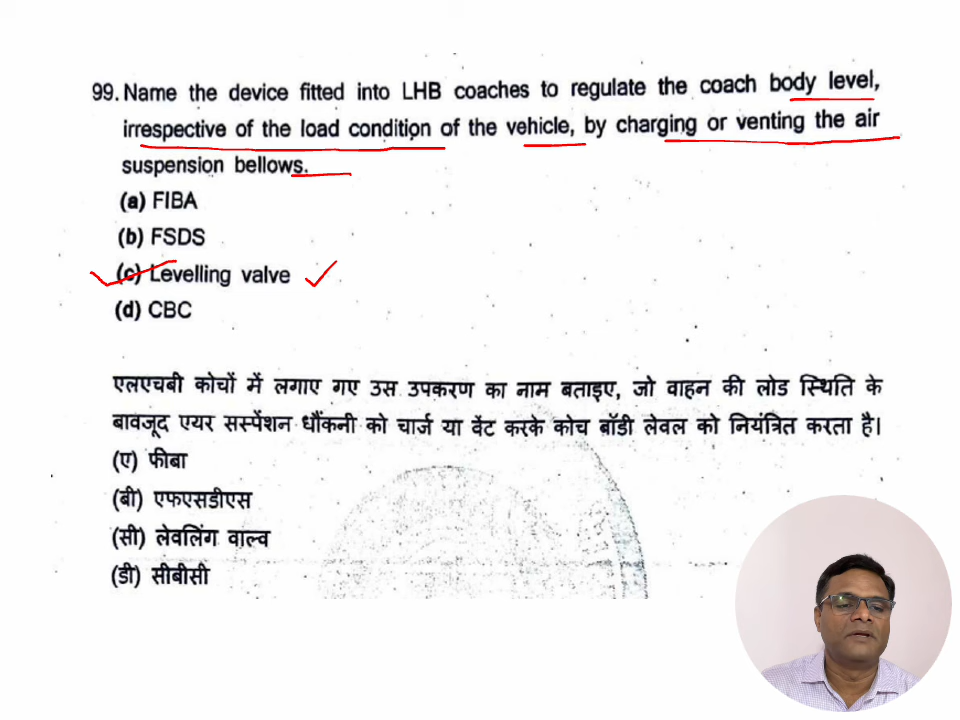 99. Name the device fitted into LHB coaches to regulate the coach body level,
irrespective of the load condition of the vehicle, by charging or venting the air
suspension bellows.
(a) FIBA
(b) FSDS
(c) Levelling valve
(d) CBC
एलएचबी कोचों में लगाए गए उस उपकरण का नाम बताइए, जो वाहन की लोड स्थिति के
बावजूद एयर सस्पेंशन धौंकनी को चार्ज या वेंट करके कोच बॉडी लेवल को नियंत्रित करता है।
(ए) फीबा
(बी) एफएसडीएस
(सी) लेवलिंग वाल्व
(डी) सीबीसी